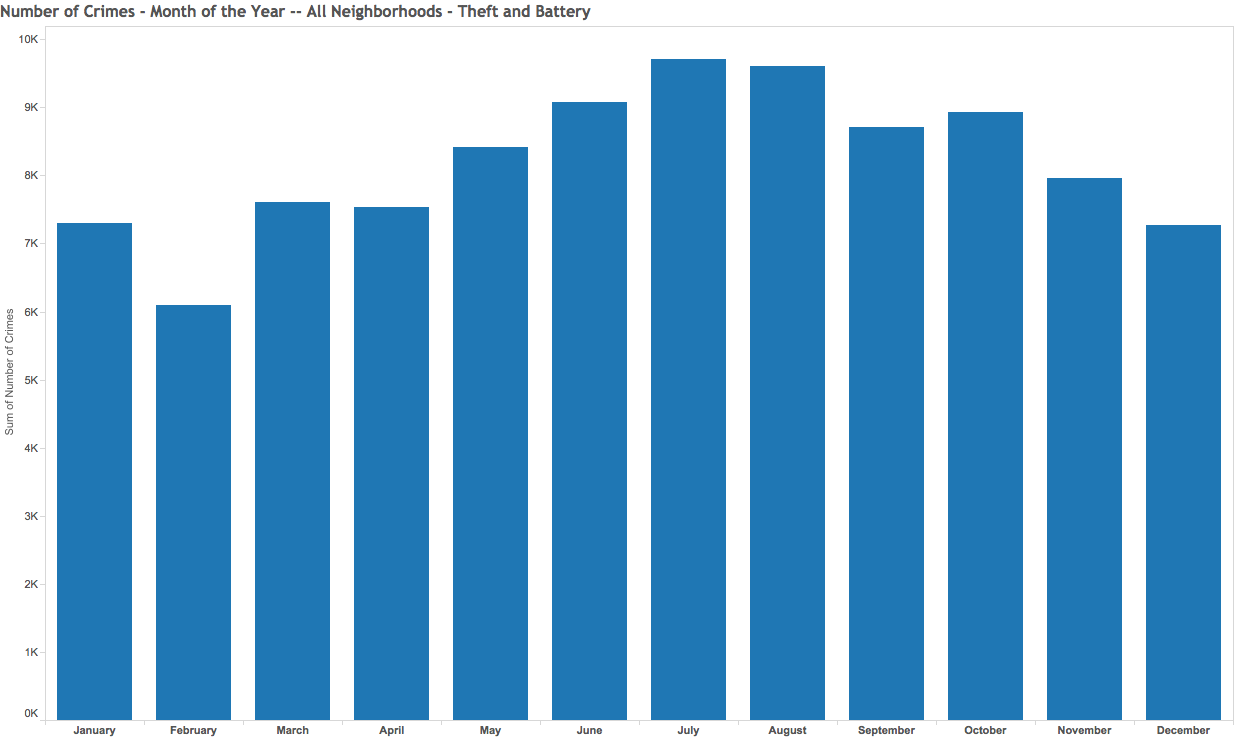 Number of Crimes - Month of the Year -- All Neighborhoods - Theft and Battery
10K
9K
8K
7K
6K
5K
4K
3K
2K
1K
0K
Sum of Number of Crimes
January February March April May June July August September October November December